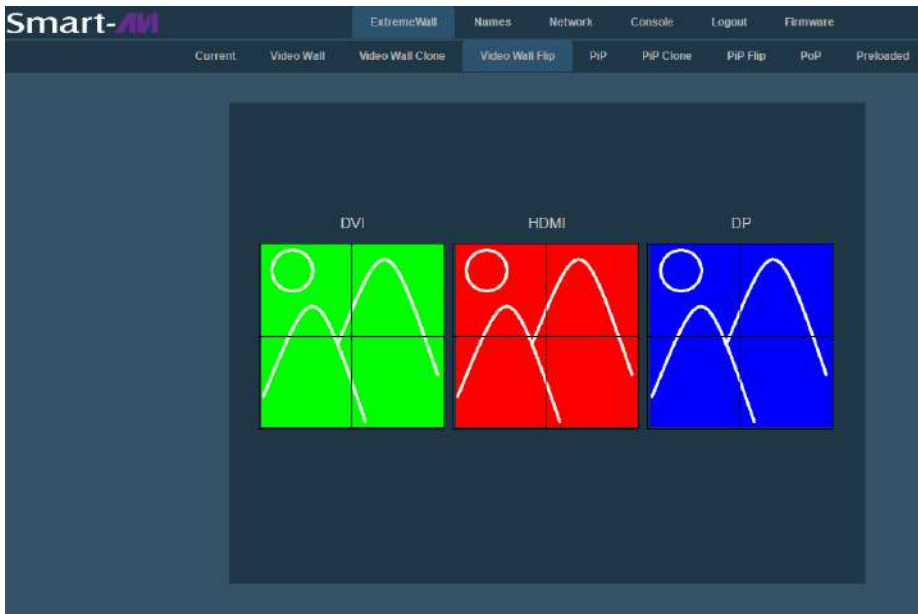 Smart-AVI
ExtremeWall Names Network Console Logout Firmware
Current Video Wall Video Wall Clone Video Wall Flip PiP PiP Clone PiP Flip PoP Preloaded
DVI HDMI DP